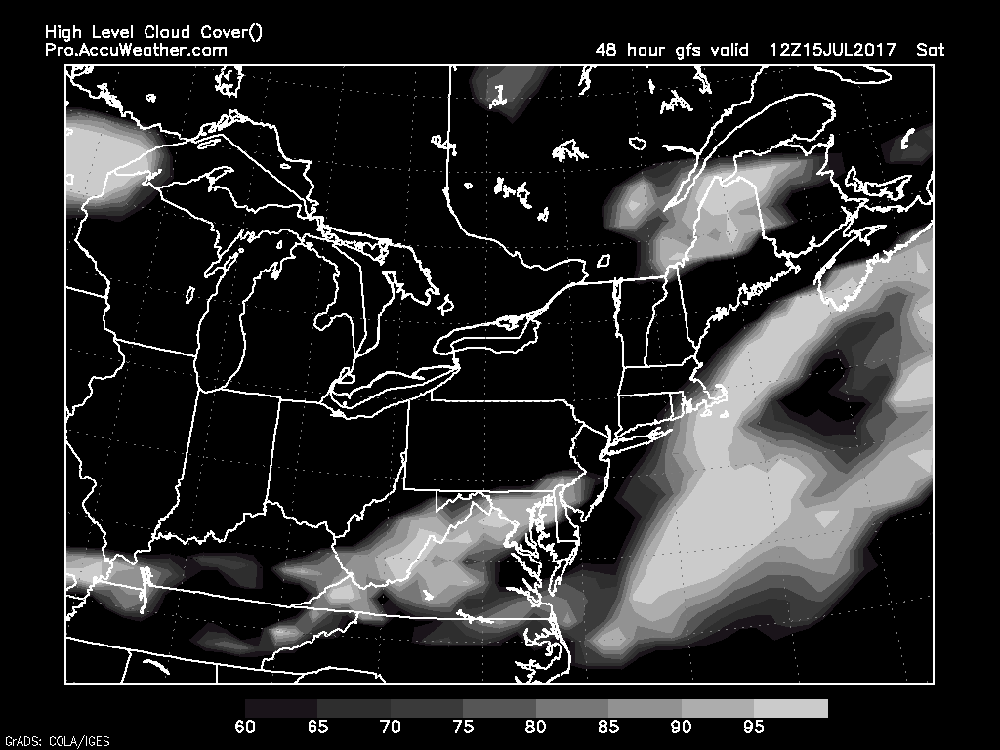 High Level Cloud Cover()
Pro.AccuWeather.com
48 hour gfs valid 12Z15JUL2017 Sat
1
60 65 70 75 80 85 90 95
GrADS: COLA/IGES